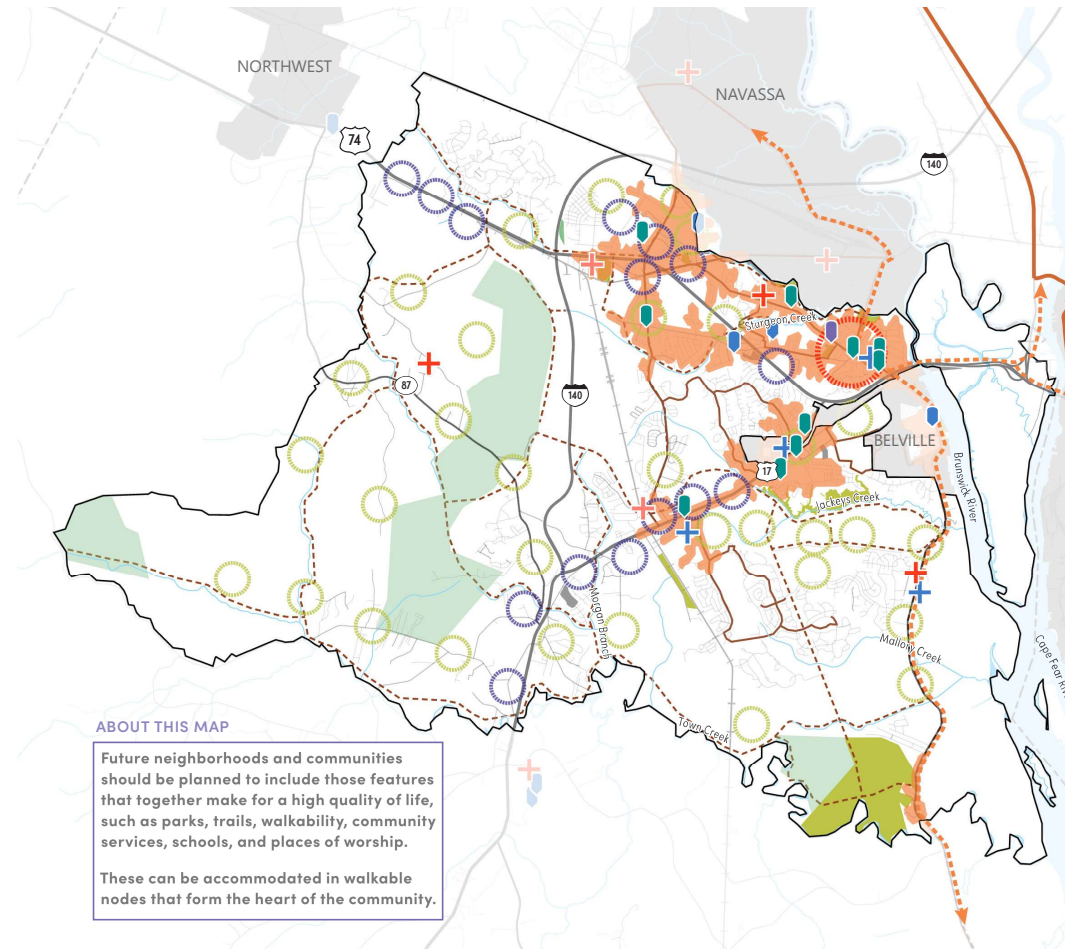 NORTHWEST
NAVASSA
74
140
Sturgeon Creek
87
140
BELVILLE
17
Jackeys Creek
Brunswick River
Morgan Branch
Mallory Creek
Cape Fear Riv
Town Creek
ABOUT THIS MAP
Future neighborhoods and communities
should be planned to include those features
that together make for a high quality of life,
such as parks, trails, walkability, community
services, schools, and places of worship.
These can be accommodated in walkable
nodes that form the heart of the community.